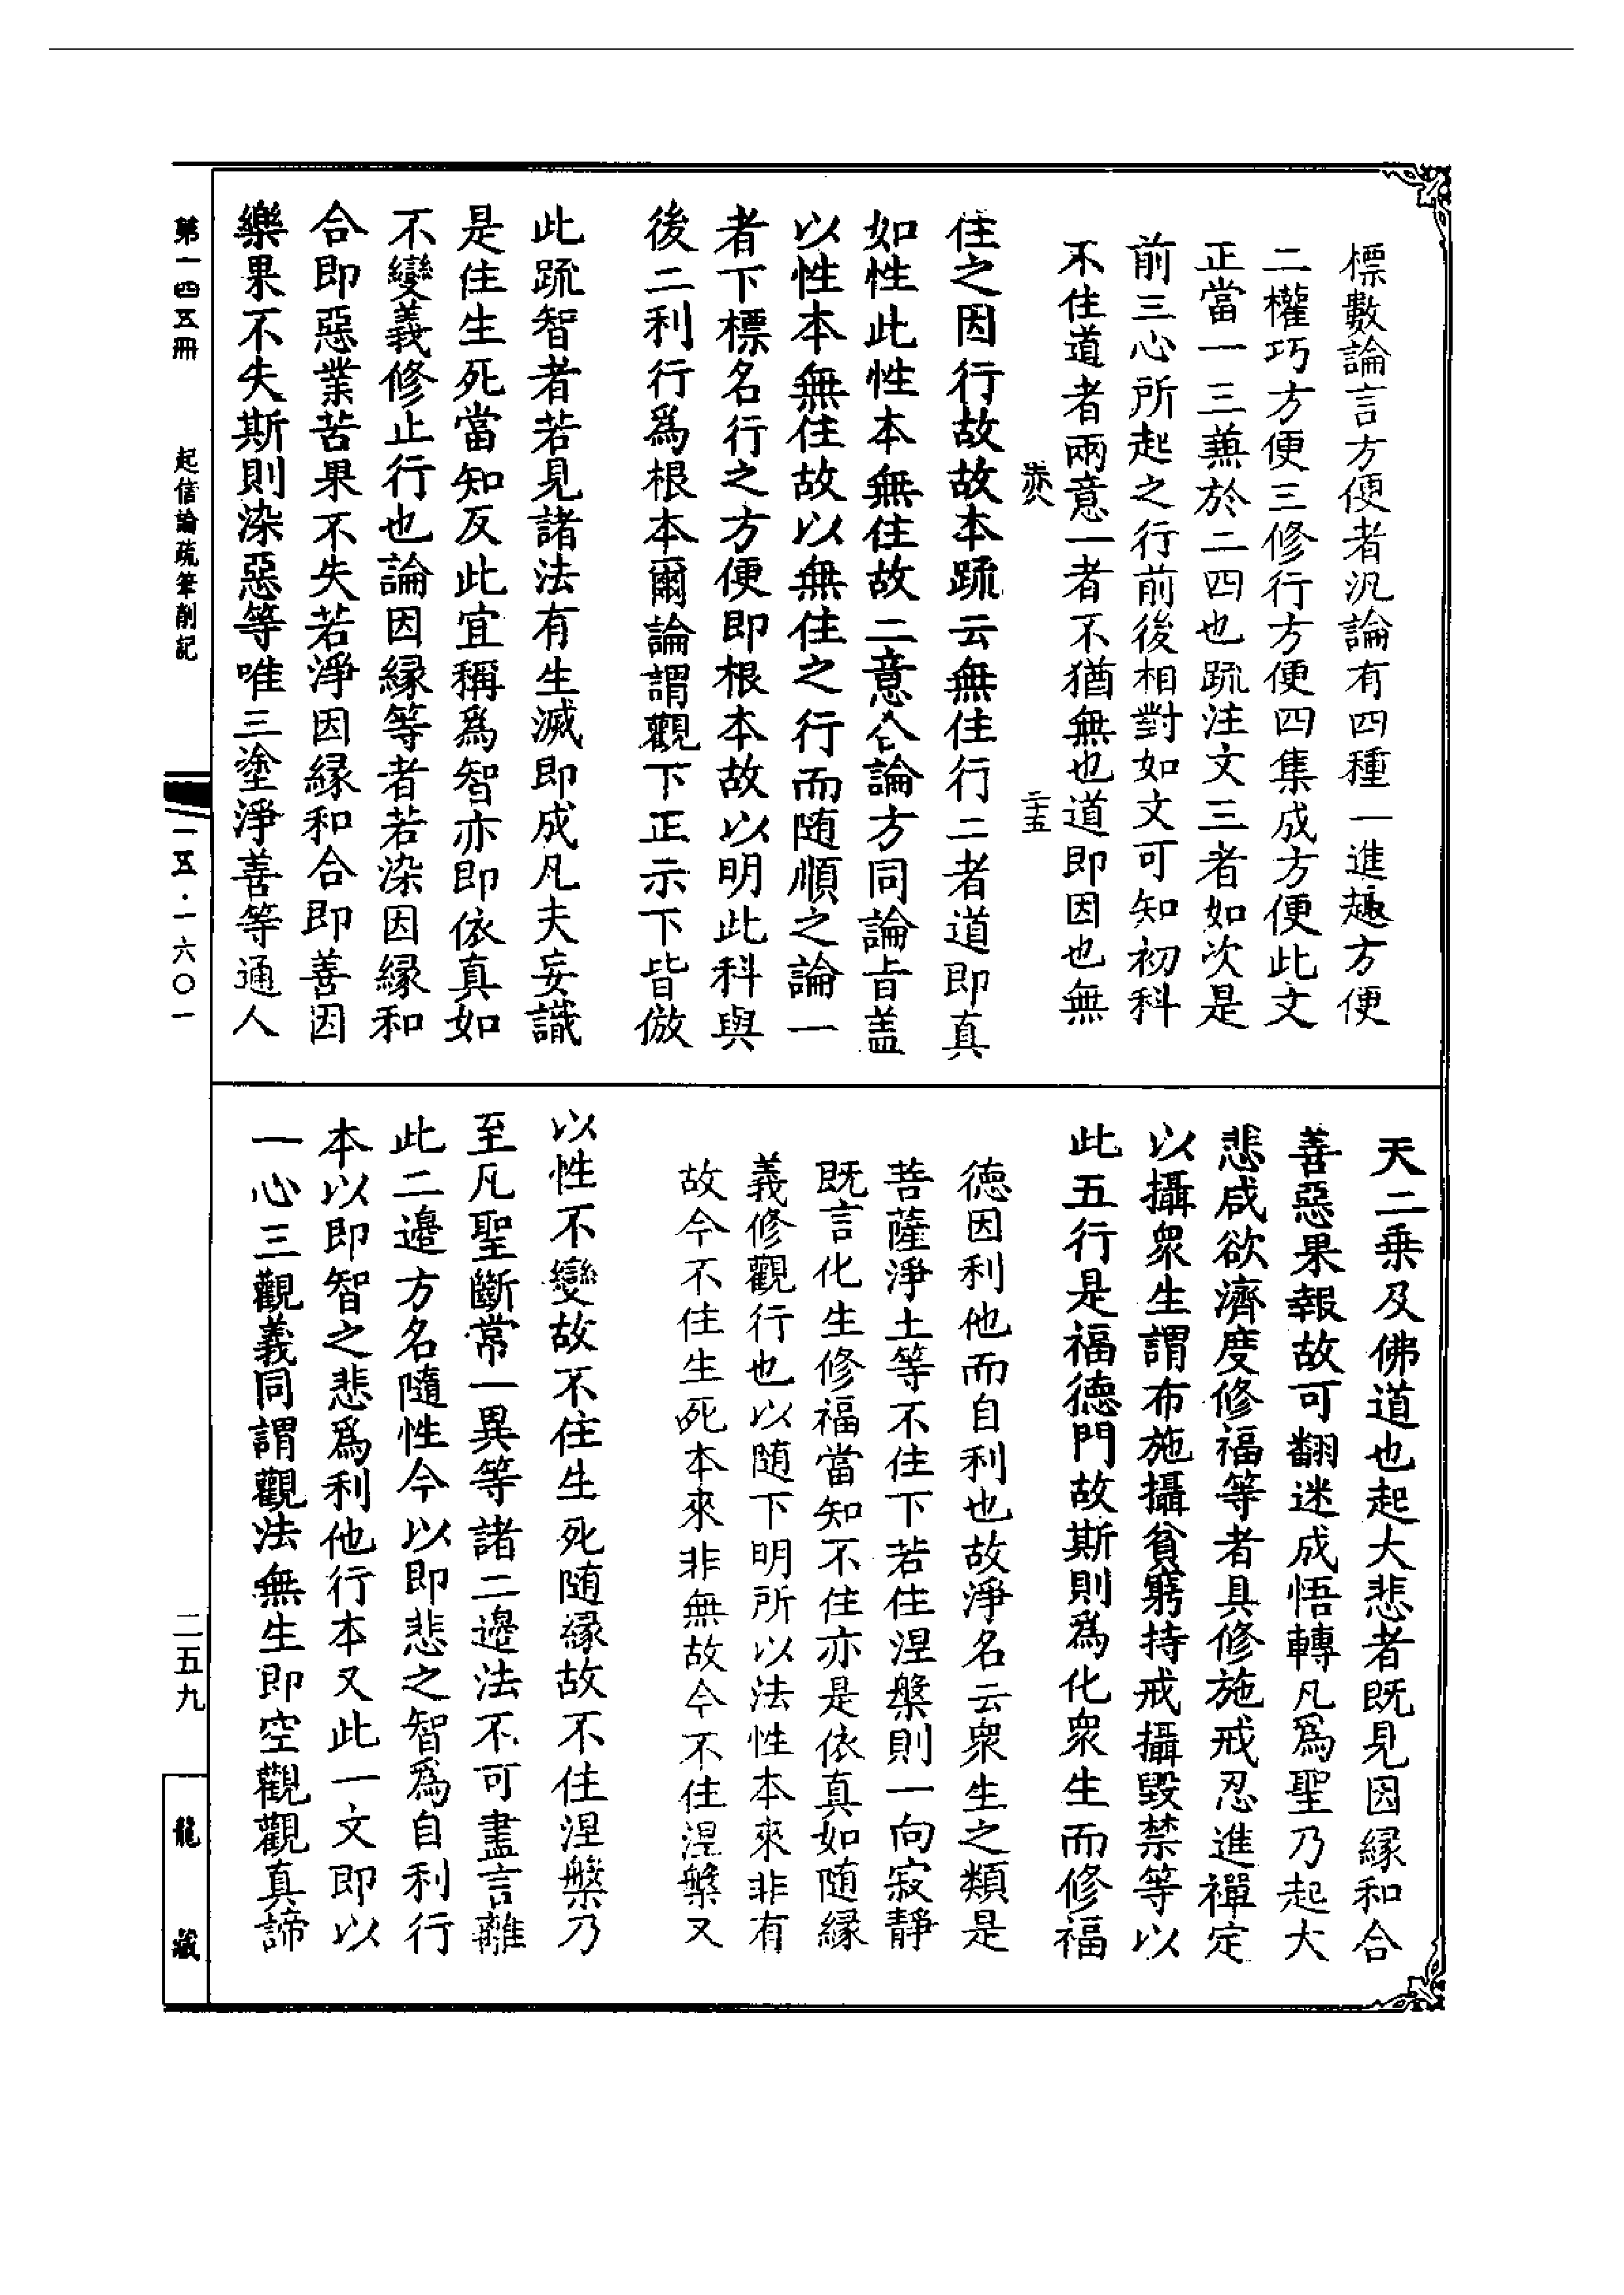 標數論言方便者汎論有四種一進趣方便
二權巧方便三修行方便四集成方便此文
正當一三兼於二四也䟽注文三者如次是
前三心所起之行前後相對如文可知初科
不住道者兩意一者不猶無也道即因也無
二十五
住之因行故故本䟽云無住行二者道即真
如性此性本無住故二意仝論方同論旨盖
以性本無住故以無住之行而隨順之論一
者下標名行之方便即根本故以明此科與
後二利行為根本爾論謂觀下正示下皆倣
此䟽智者若見諸法有生滅即成凡夫妄識
是住生死當知反此宜稱為智亦即依真如
不變義修止行也論因緣等者若染因緣和
合即惡業苦果不失若淨因緣和合即善因
樂果不失斯則染惡等唯三塗淨善等通人
天二乘及佛道也起大悲者既見因緣和合
善惡果報故可翻迷成悟轉凡為聖乃起大
悲咸欲濟度修福等者具修施戒忍進禪定
以攝衆生謂布施攝貧窮持戒攝毀禁等以
此五行是福德門故斯則為化衆生而修福
德因利他而自利也故淨名云衆生之類是
菩薩淨土等不住下若住涅槃則一向寂靜
既言化生修福當知不住亦是依真如隨緣
義修觀行也以隨下明所以法性本來非有
故今不住生死本來非無故今不住涅槃又
以性不變故不住生死隨緣故不住涅槃乃
至凡聖斷常一異等諸二邊法不可盡言離
此二邊方名隨性今以即悲之智為自利行
本以即智之悲為利他行本又此一文即以
一心三觀義同謂觀法無生即空觀觀真諦
第一四五冊
起信論疏筆削記
一五·一六〇一
二五九
龍藏